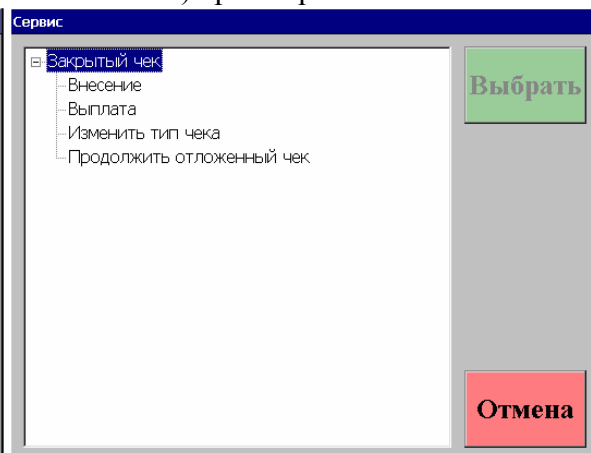 Сервис
Закрытый чек
Внесение
Выплата
Изменить тип чека
Продолжить отложенный чек
Выбрать
Отмена